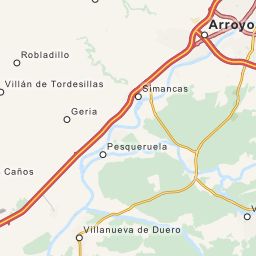 Arroyo
Robladillo
Villán de Tordesillas
Simancas
Geria
Pesqueruela
Caños
Villanueva de Duero
V